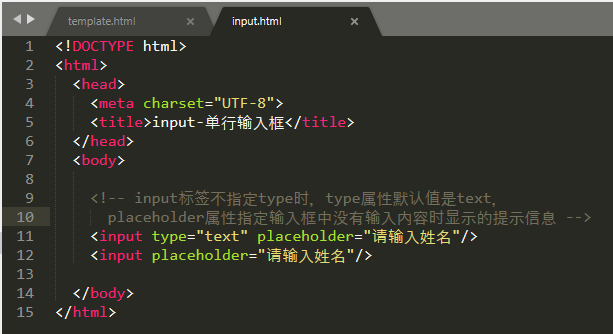 template.html × input.html ×
1 <!DOCTYPE html>
2 <html>
3 <head>
4 <meta charset="UTF-8">
5 <title>input-单行输入框</title>
6 </head>
7 <body>
8
9 <!-- input标签不指定type时，type属性默认值是text,
10 placeholder属性指定输入框中没有输入内容时显示的提示信息 -->
11 <input type="text" placeholder="请输入姓名"/>
12 <input placeholder="请输入姓名"/>
13
14 </body>
15 </html>